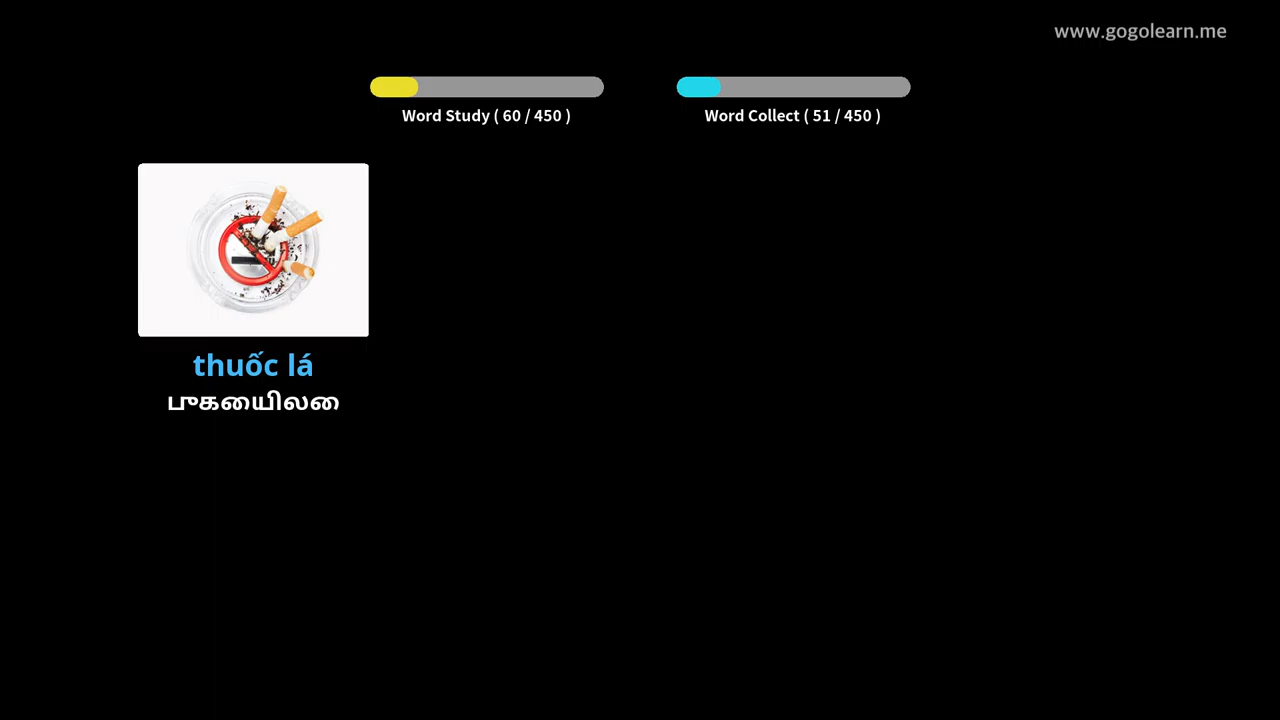 www.gogolearn.me
Word Study ( 60 / 450 )
Word Collect ( 51 / 450 )
thuốc lá
புகையிலை